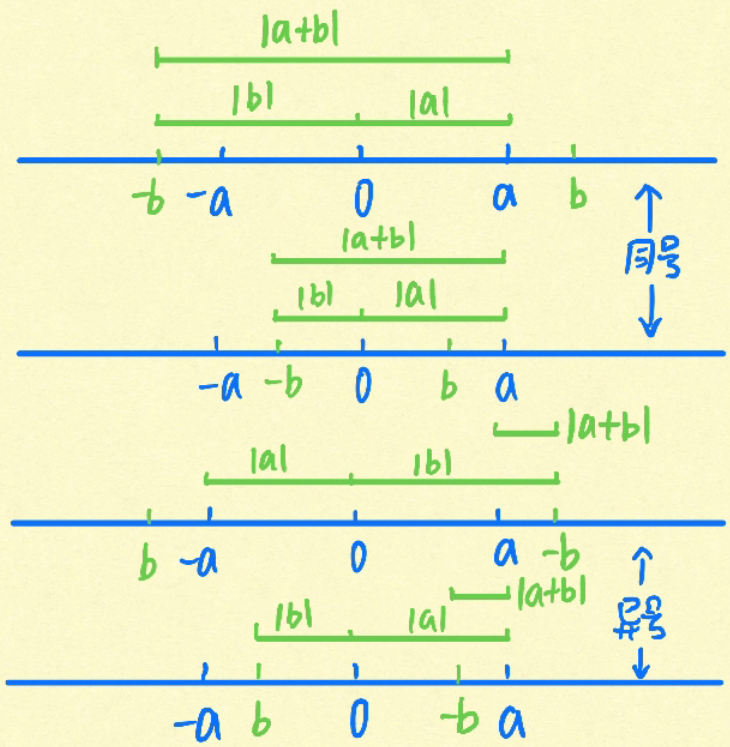 |a+b|
|b| |a|
-b -a 0 a b
|a+b|
同号
|b| |a|
-a -b 0 b a
|a+b|
|a| |b|
b -a 0 a -b
|a+b|
异号
|b| |a|
-a b 0 -b a